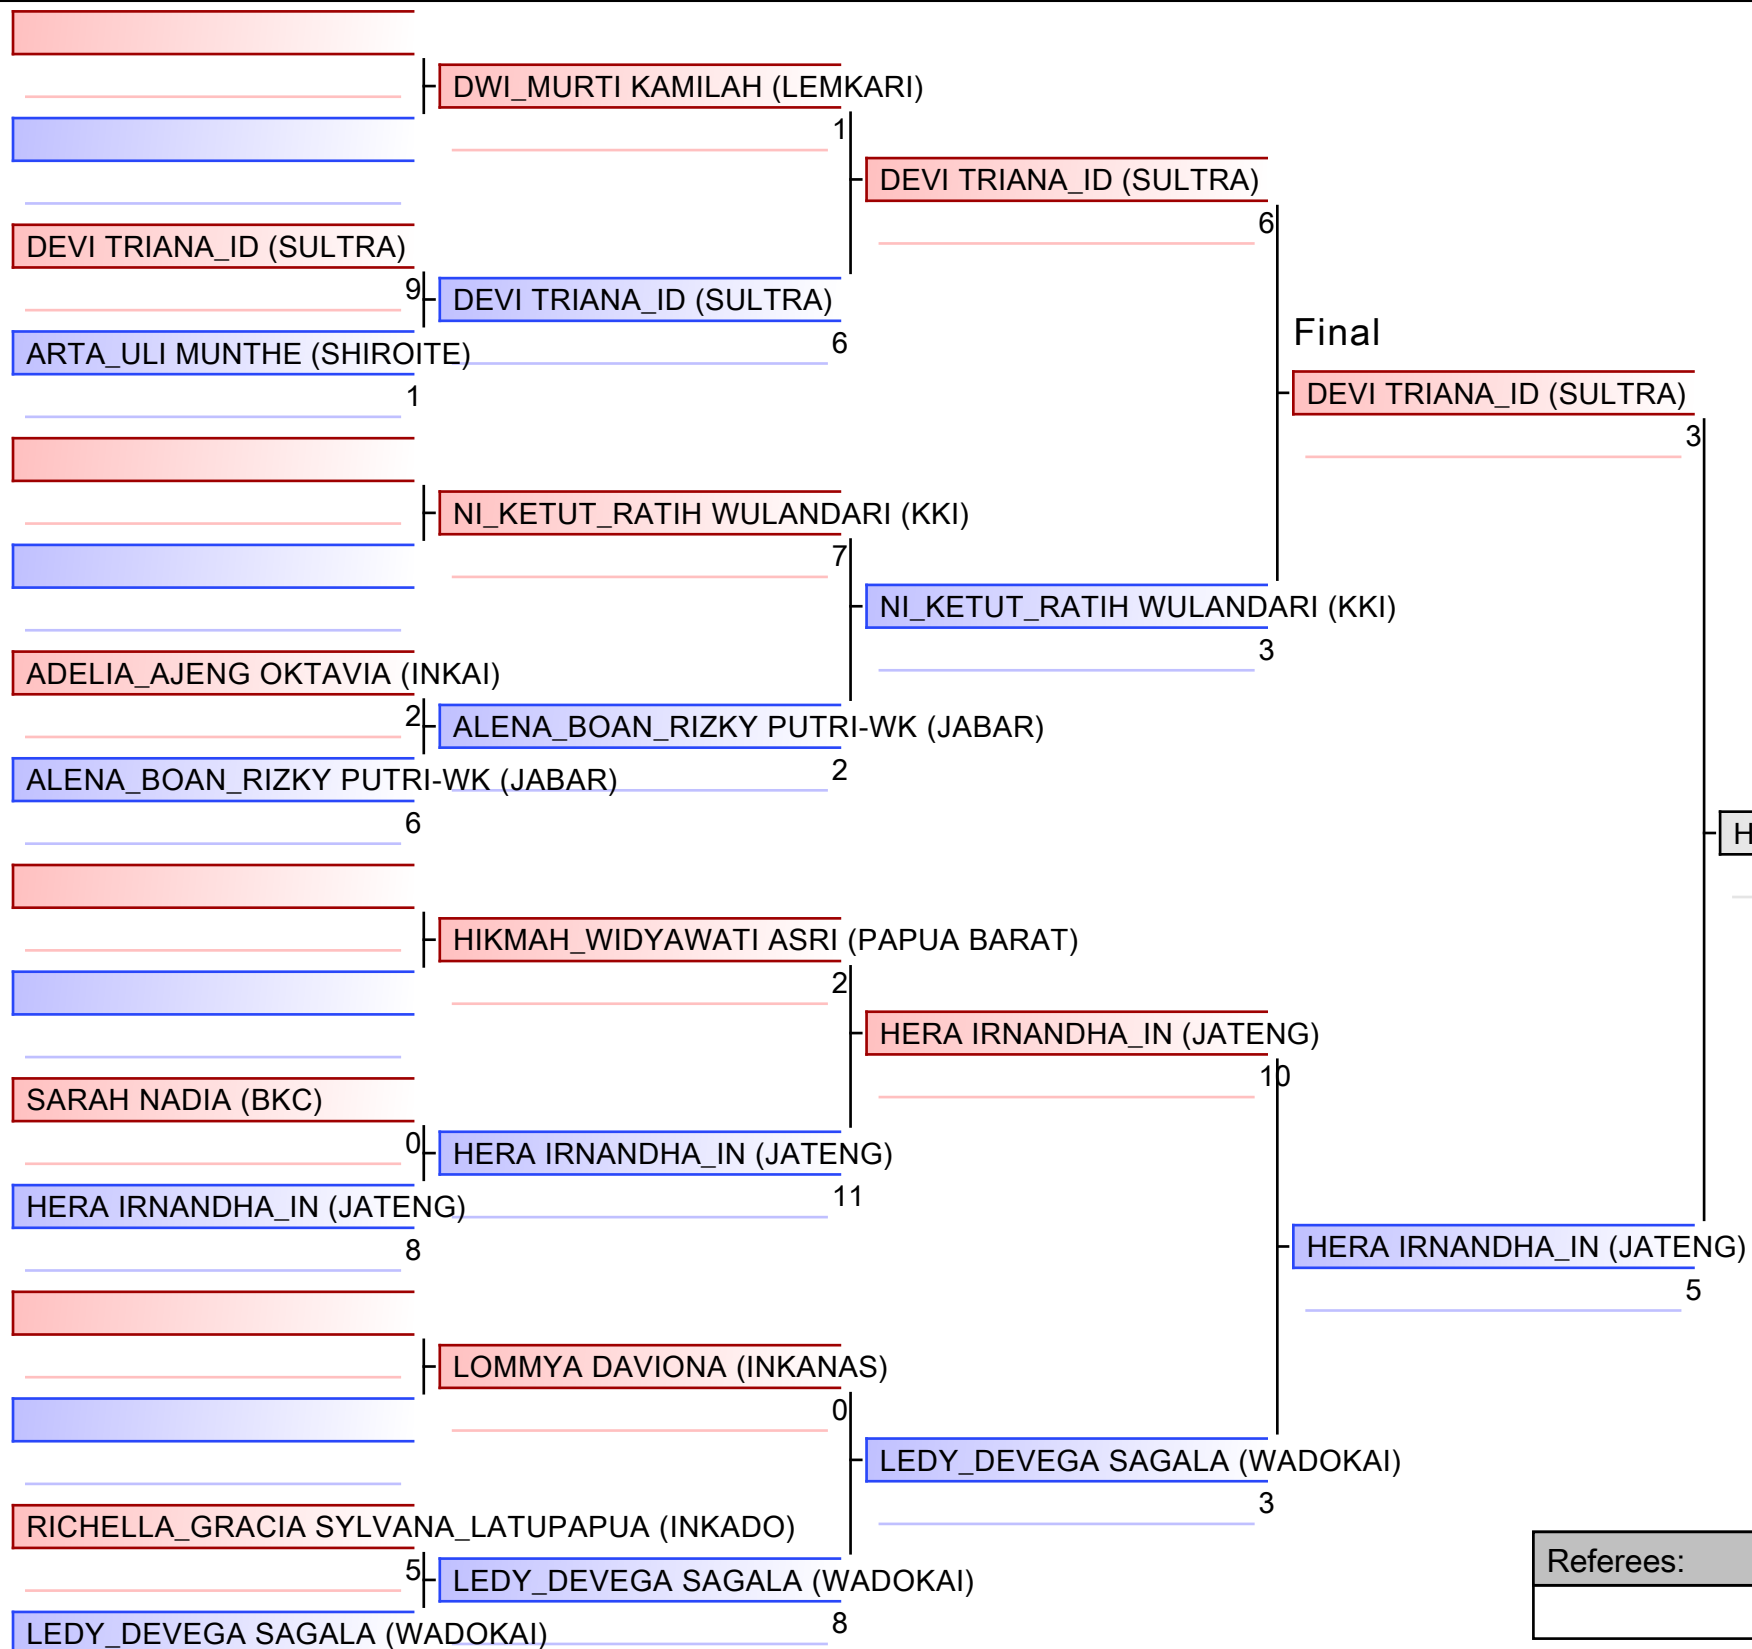 DWI_MURTI KAMILAH (LEMKARI)
1
DEVI TRIANA_ID (SULTRA)
6
DEVI TRIANA_ID (SULTRA)
9
DEVI TRIANA_ID (SULTRA)
6
ARTA_ULI MUNTHE (SHIROITE)
1
Final
DEVI TRIANA_ID (SULTRA)
3
NI_KETUT_RATIH WULANDARI (KKI)
7
NI_KETUT_RATIH WULANDARI (KKI)
3
ADELIA_AJENG OKTAVIA (INKAI)
2
ALENA_BOAN_RIZKY PUTRI-WK (JABAR)
2
ALENA_BOAN_RIZKY PUTRI-WK (JABAR)
6
H
HIKMAH_WIDYAWATI ASRI (PAPUA BARAT)
2
HERA IRNANDHA_IN (JATENG)
10
SARAH NADIA (BKC)
0
HERA IRNANDHA_IN (JATENG)
11
HERA IRNANDHA_IN (JATENG)
8
HERA IRNANDHA_IN (JATENG)
5
LOMMYA DAVIONA (INKANAS)
0
LEDY_DEVEGA SAGALA (WADOKAI)
3
RICHELLA_GRACIA SYLVANA_LATUPAPUA (INKADO)
5
LEDY_DEVEGA SAGALA (WADOKAI)
8
LEDY_DEVEGA SAGALA (WADOKAI)
Referees: